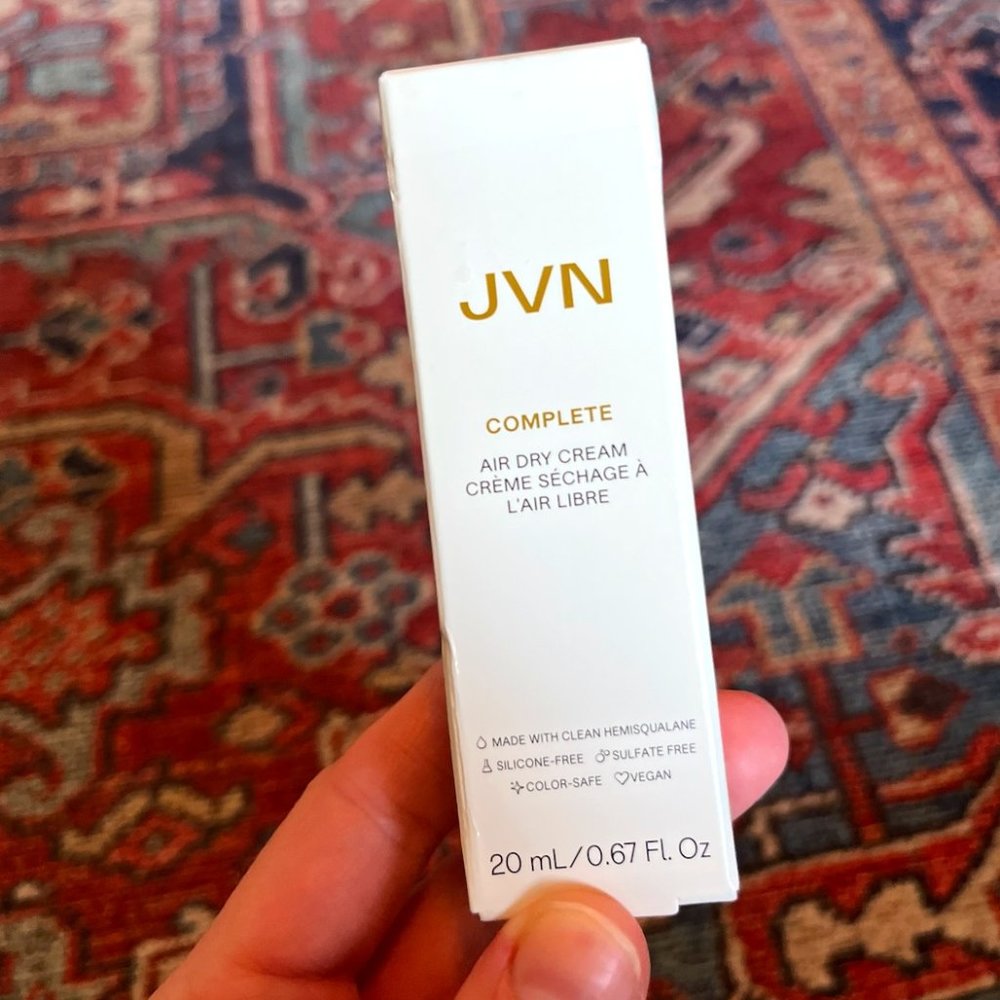 JVN
COMPLETE
AIR DRY CREAM
CRÈME SÉCHAGE À
L'AIR LIBRE
MADE WITH CLEAN HEMISQUALANE
SILICONE-FREE SULFATE FREE
COLOR-SAFE VEGAN
20 mL/0.67 Fl. Oz